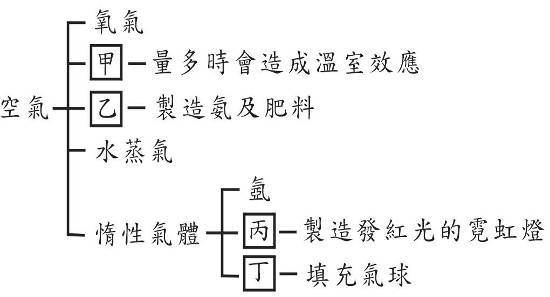 氧氣
甲 量多時會造成溫室效應
空氣 乙 製造氨及肥料
水蒸氣
氬
惰性氣體 丙 製造發紅光的霓虹燈
丁 填充氣球